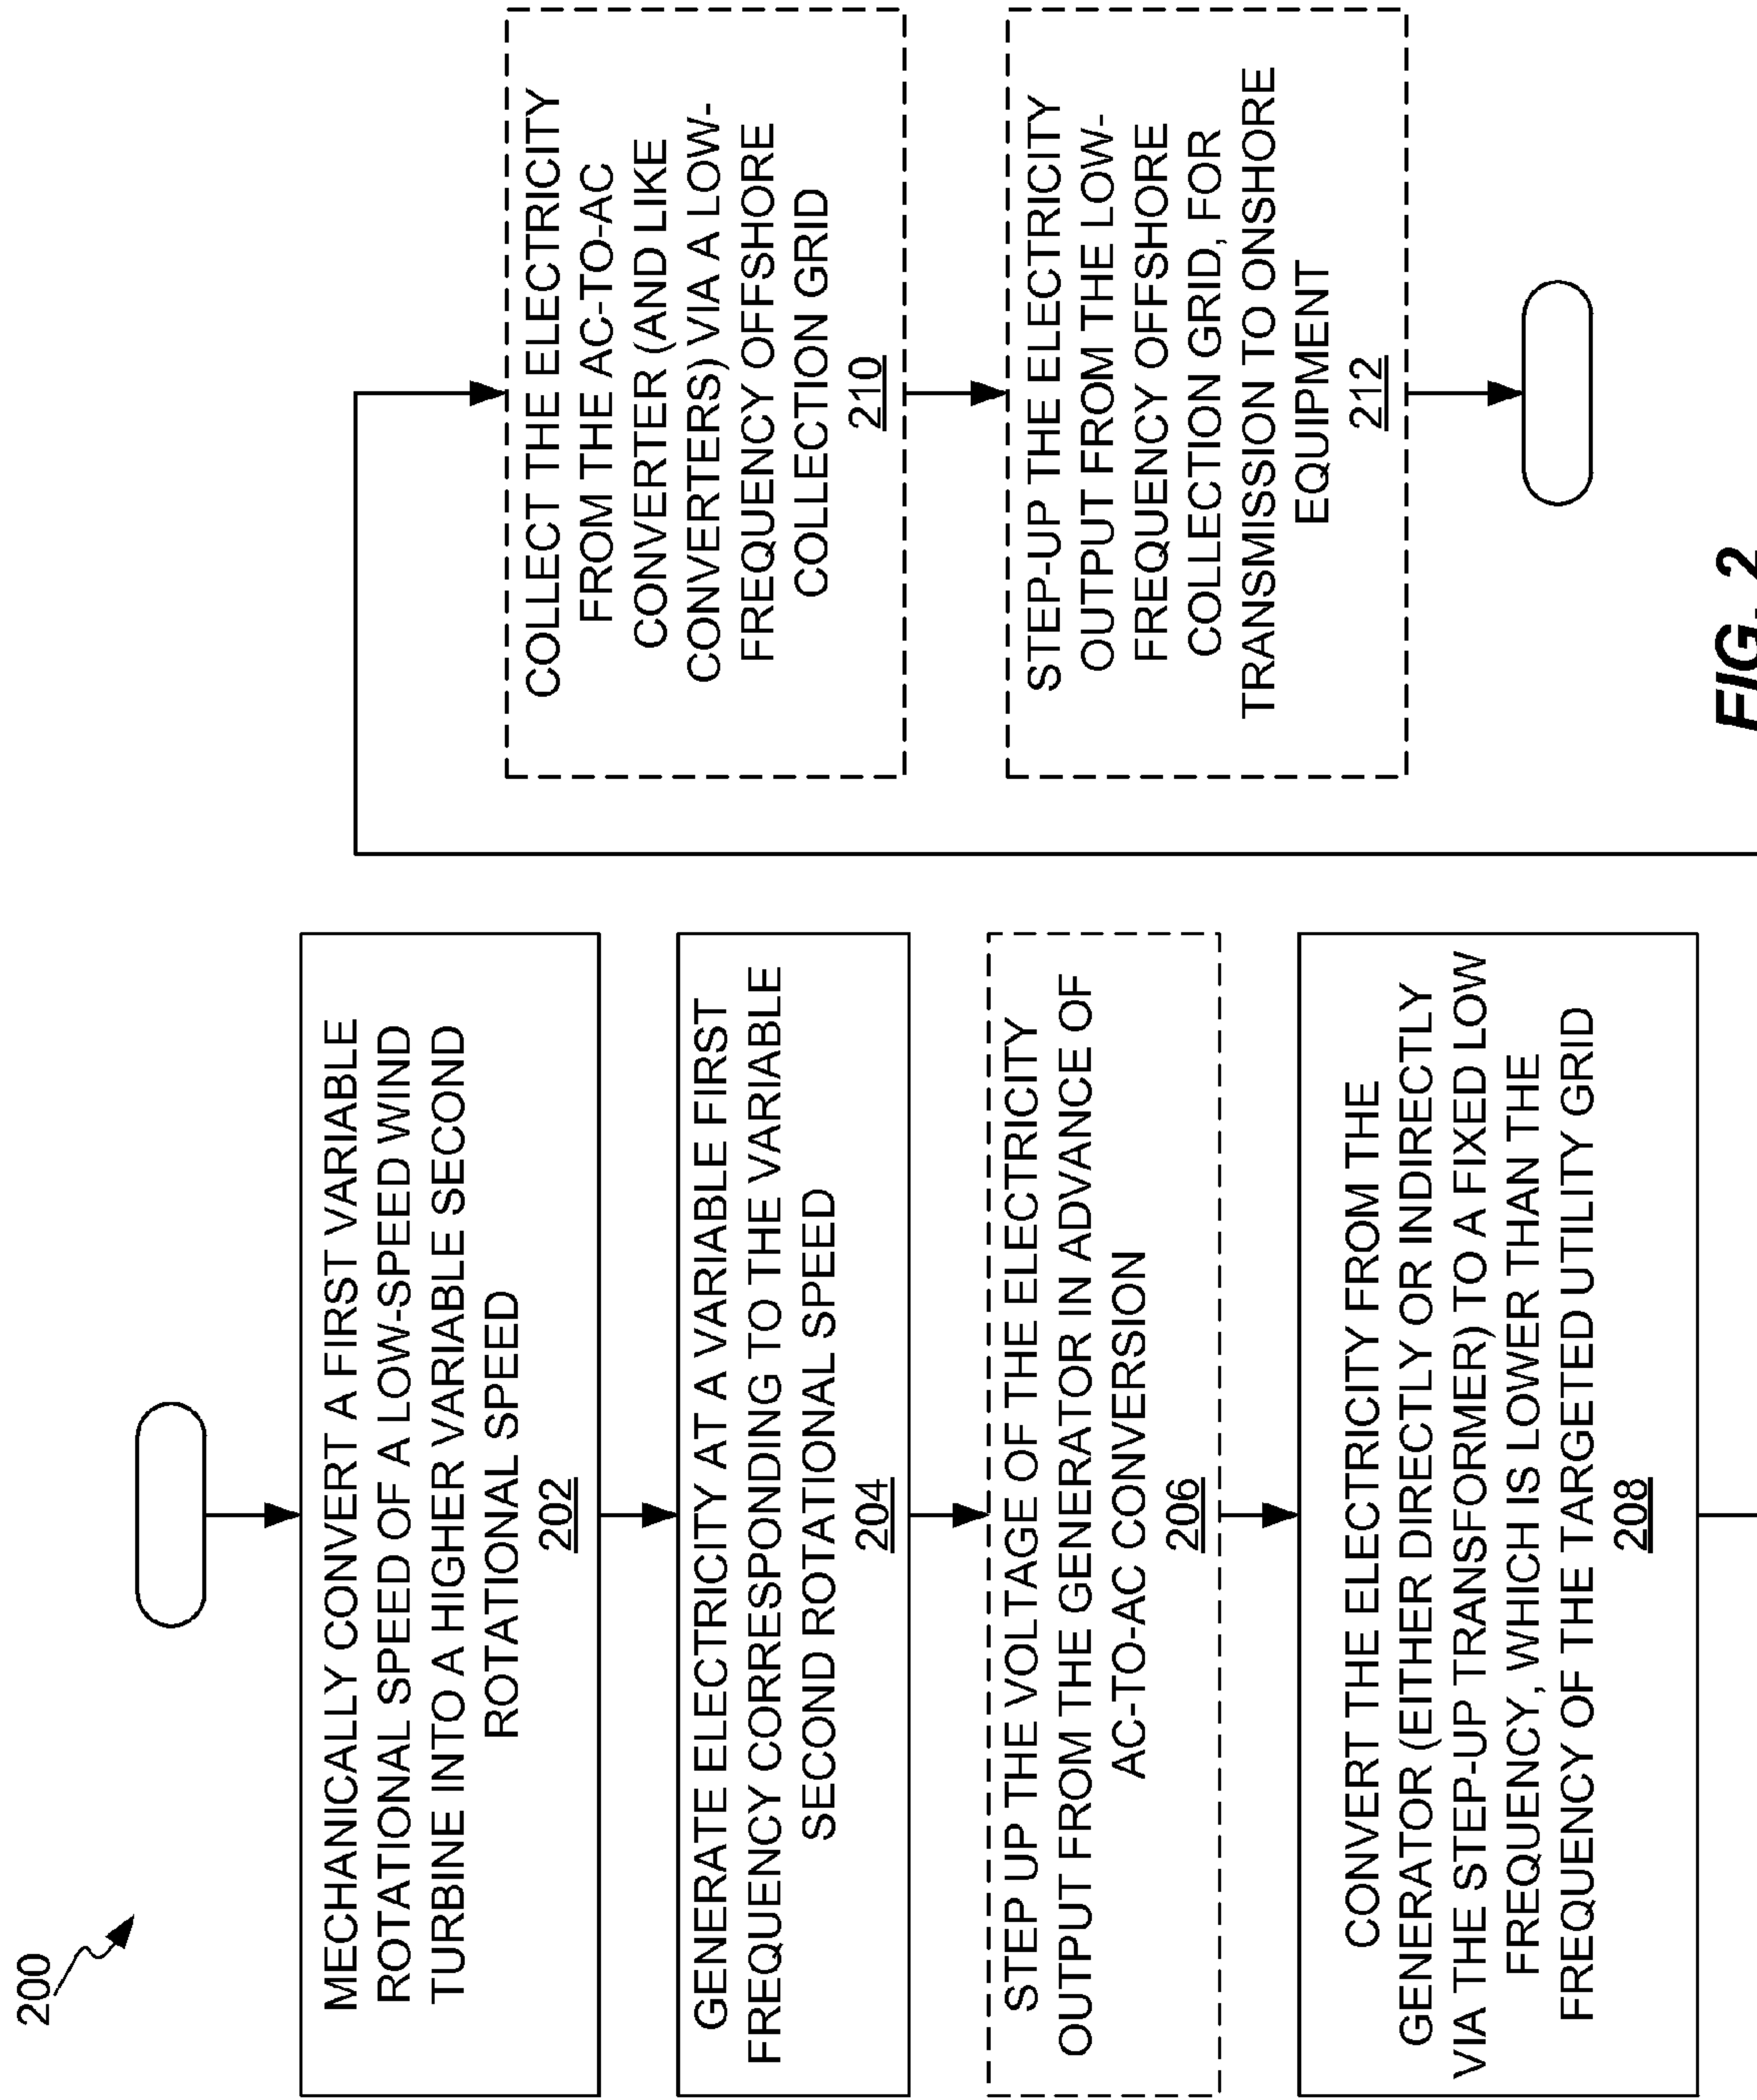 200
MECHANICALLY CONVERT A FIRST VARIABLE
ROTATIONAL SPEED OF A LOW-SPEED WIND
TURBINE INTO A HIGHER VARIABLE SECOND
ROTATIONAL SPEED
202
GENERATE ELECTRICITY AT A VARIABLE FIRST
FREQUENCY CORRESPONDING TO THE VARIABLE
SECOND ROTATIONAL SPEED
204
STEP UP THE VOLTAGE OF THE ELECTRICITY
OUTPUT FROM THE GENERATOR IN ADVANCE OF
AC-TO-AC CONVERSION
206
CONVERT THE ELECTRICITY FROM THE
GENERATOR (EITHER DIRECTLY OR INDIRECTLY
VIA THE STEP-UP TRANSFORMER) TO A FIXED LOW
FREQUENCY, WHICH IS LOWER THAN THE
FREQUENCY OF THE TARGETED UTILITY GRID
208
COLLECT THE ELECTRICITY
FROM THE AC-TO-AC
CONVERTER (AND LIKE
CONVERTERS) VIA A LOW-
FREQUENCY OFFSHORE
COLLECTION GRID
210
STEP-UP THE ELECTRICITY
OUTPUT FROM THE LOW-
FREQUENCY OFFSHORE
COLLECTION GRID, FOR
TRANSMISSION TO ONSHORE
EQUIPMENT
212
FIG. 2